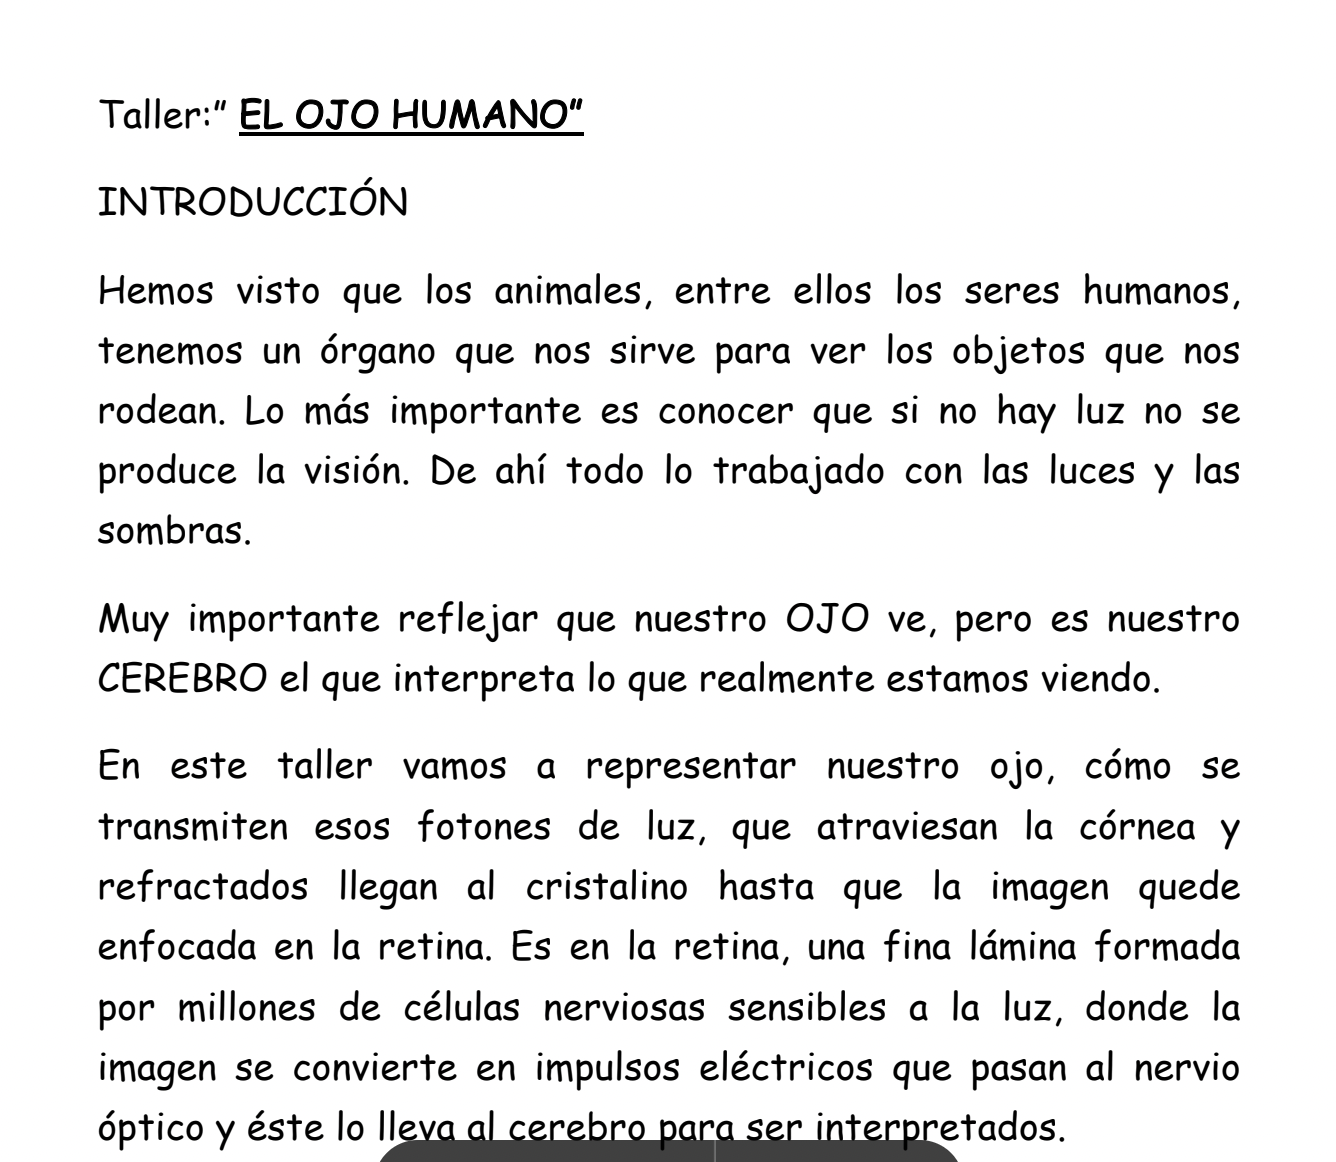 Taller:” EL OJO HUMANO”
INTRODUCCIÓN
Hemos visto que los animales, entre ellos los seres humanos,
tenemos un órgano que nos sirve para ver los objetos que nos
rodean. Lo más importante es conocer que si no hay luz no se
produce la visión. De ahí todo lo trabajado con las luces y las
sombras.
Muy importante reflejar que nuestro OJO ve, pero es nuestro
CEREBRO el que interpreta lo que realmente estamos viendo.
En este taller vamos a representar nuestro ojo, cómo se
transmiten esos fotones de luz, que atraviesan la córnea y
refractados llegan al cristalino hasta que la imagen quede
enfocada en la retina. Es en la retina, una fina lámina formada
por millones de células nerviosas sensibles a la luz, donde la
imagen se convierte en impulsos eléctricos que pasan al nervio
óptico y éste lo lleva al cerebro para ser interpretados.